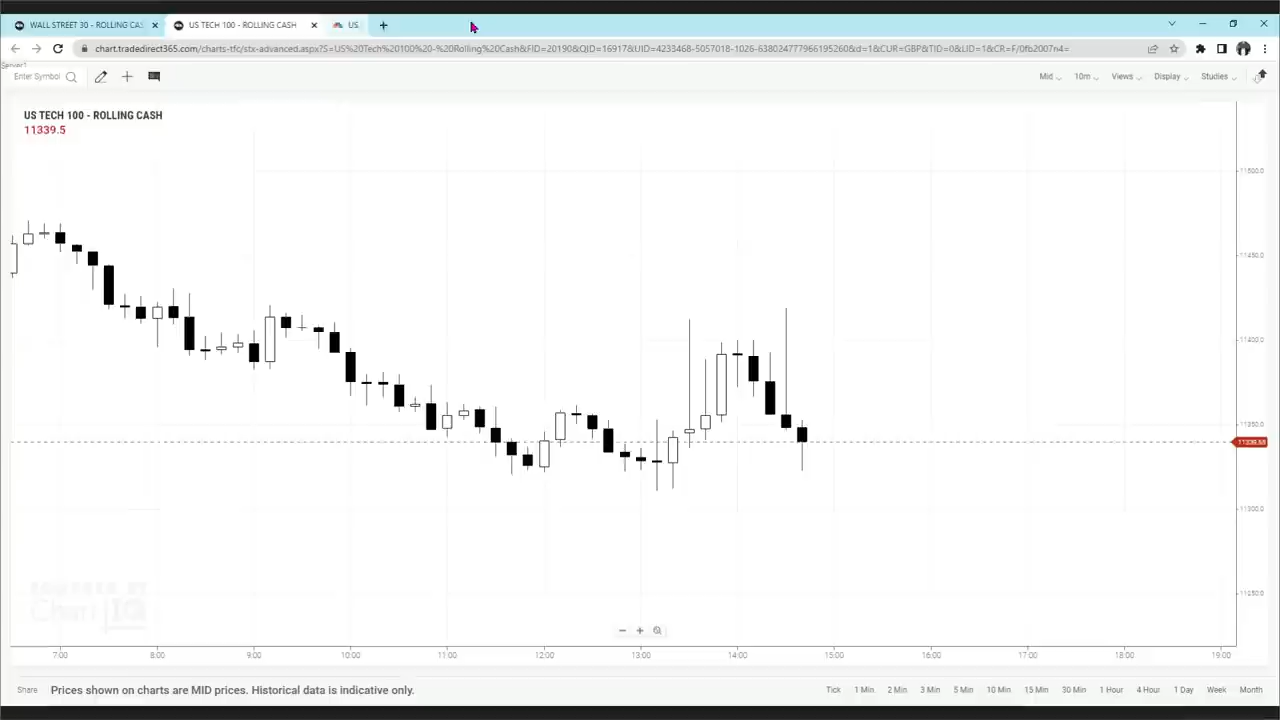 WALL STREET 30 - ROLLING CAS
US TECH 100 - ROLLING CASH
US
chart.tradedirect365.com/charts-tfc/stx-advanced.aspx?S=US%20Tech%20100%20-%20Rolling%20Cash&FID=20190&QID=16917&UID=4233468-5057018-1026-638024777966195260&d=1&CUR=GBP&TID=0&LID=1&CR=F/0fb2007n4=
Server1
Enter Symbol
Mid 10m Views Display Studies
US TECH 100 - ROLLING CASH
11339.5
11500.0
11450.0
11400.0
11350.0
11300.0
11250.0
7:00 8:00 9:00 10:00 11:00 12:00 13:00 14:00 15:00 16:00 17:00 18:00 19:00
Share Prices shown on charts are MID prices. Historical data is indicative only. Tick 1 Min 2 Min 3 Min 5 Min 10 Min 15 Min 30 Min 1 Hour 4 Hour 1 Day Week Month